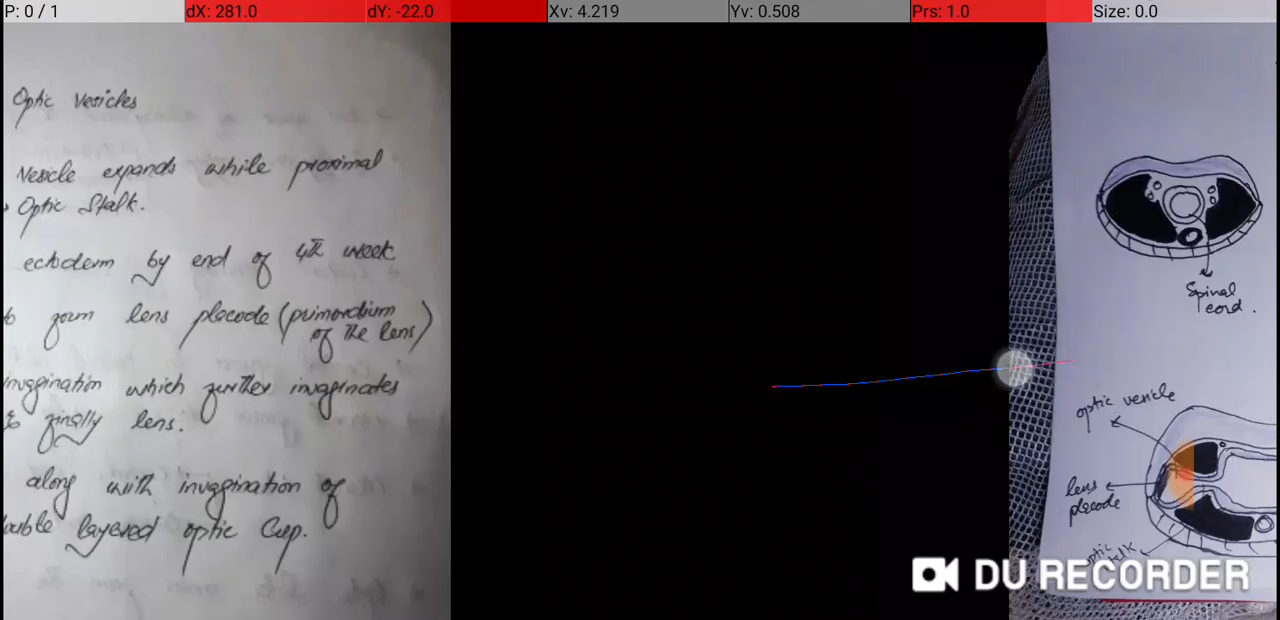 P: 0 / 1 dX: 281.0 dY: -22.0 Xv: 4.219 Yv: 0.508 Prs: 1.0 Size: 0.0
Optic Vesicles
Vesicle expands while proximal
Optic Stalk.
ectoderm by end of 4th week
to form lens placode (primordium
of the lens)
invagination which further invaginates
to finally lens.
along with invagination of
double layered optic Cup.
Spinal
cord.
optic vesicle
lens
placode
optic
stalk
DU RECORDER